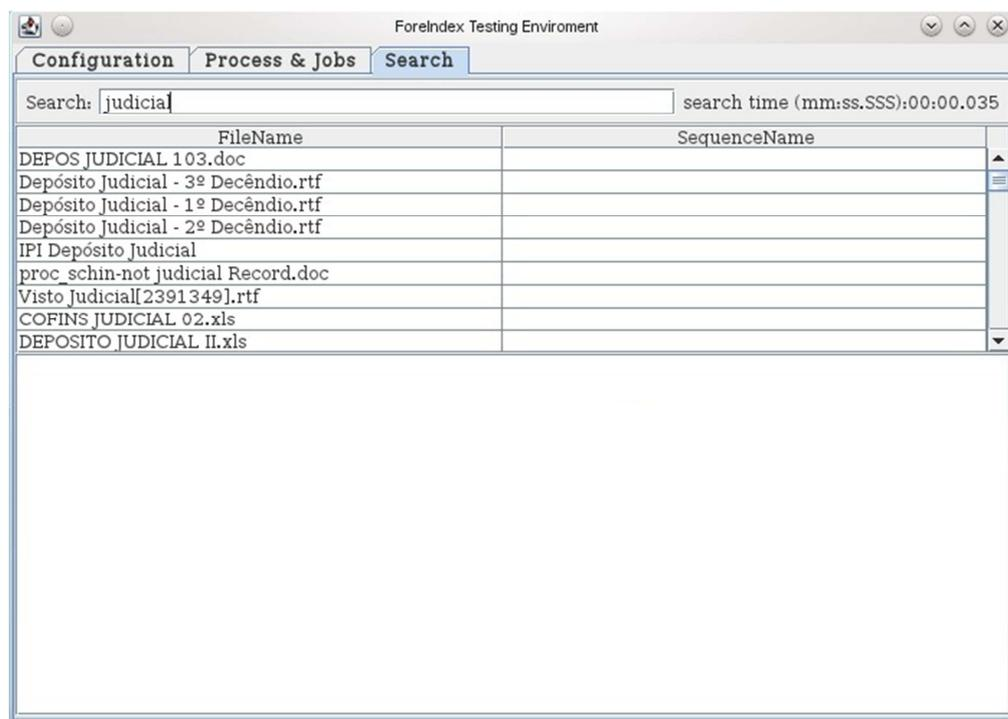 ForeIndex Testing Enviroment
Configuration Process & Jobs Search
Search: judicial search time (mm:ss.SSS):00:00.035
FileName SequenceName
DEPOS JUDICIAL 103.doc
Depósito Judicial - 3º Decêndio.rtf
Depósito Judicial - 1º Decêndio.rtf
Depósito Judicial - 2º Decêndio.rtf
IPI Depósito Judicial
proc_schin-not judicial Record.doc
Visto Judicial[2391349].rtf
COFINS JUDICIAL 02.xls
DEPOSITO JUDICIAL II.xls